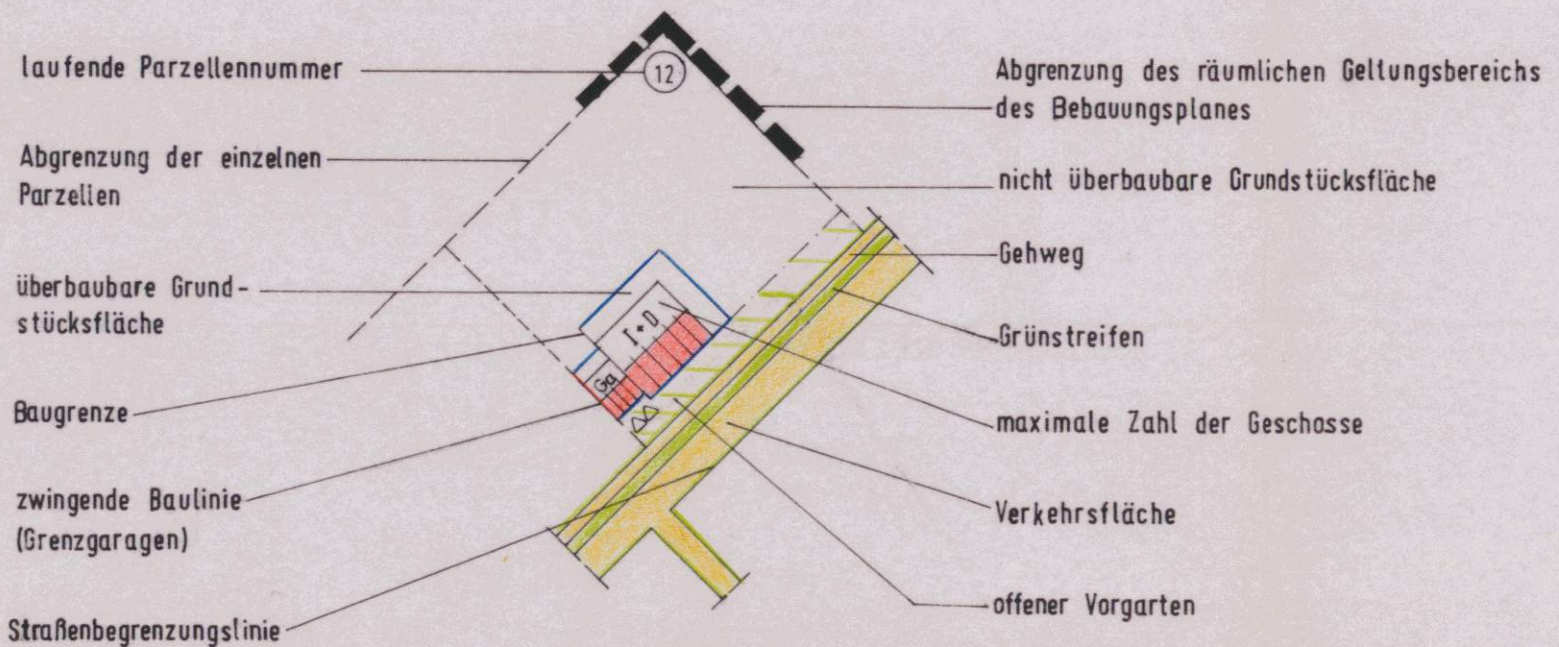 laufende Parzellennummer
Abgrenzung der einzelnen
Parzellen
überbaubare Grund-
stücksfläche
Baugrenze
zwingende Baulinie
(Grenzgaragen)
Straßenbegrenzungslinie
12
I + D
Ga
Abgrenzung des räumlichen Geltungsbereichs
des Bebauungsplanes
nicht überbaubare Grundstücksfläche
Gehweg
Grünstreifen
maximale Zahl der Geschosse
Verkehrsfläche
offener Vorgarten